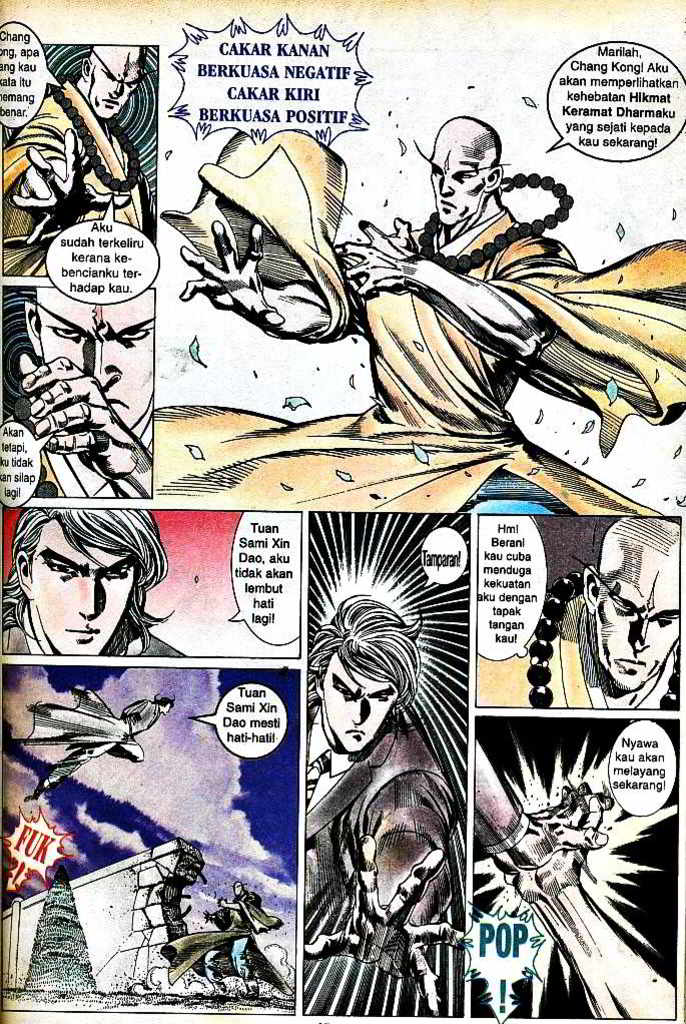 Chang
ong, apa
ang kau
kata itu
memang
benar.
Aku
sudah terkeliru
kerana ke-
bencianku ter-
hadap kau.
CAKAR KANAN
BERKUASA NEGATIF
CAKAR KIRI
BERKUASA POSITIF
Marilah,
Chang Kong! Aku
akan memperlihatkan
kehebatan Hikmat
Keramat Dharmaku
yang sejati kepada
kau sekarang!
Akan
tetapi,
ku tidak
kan silap
lagi!
Tuan
Sami Xin
Dao, aku
tidak akan
lembut
hati
lagi!
Tamparan!
Hm!
Berani
kau cuba
menduga
kekuatan
aku dengan
tapak
tangan
kau!
Tuan
Sami Xin
Dao mesti
hati-hati!
FUK
!
Nyawa
kau akan
melayang
sekarang!
POP
!